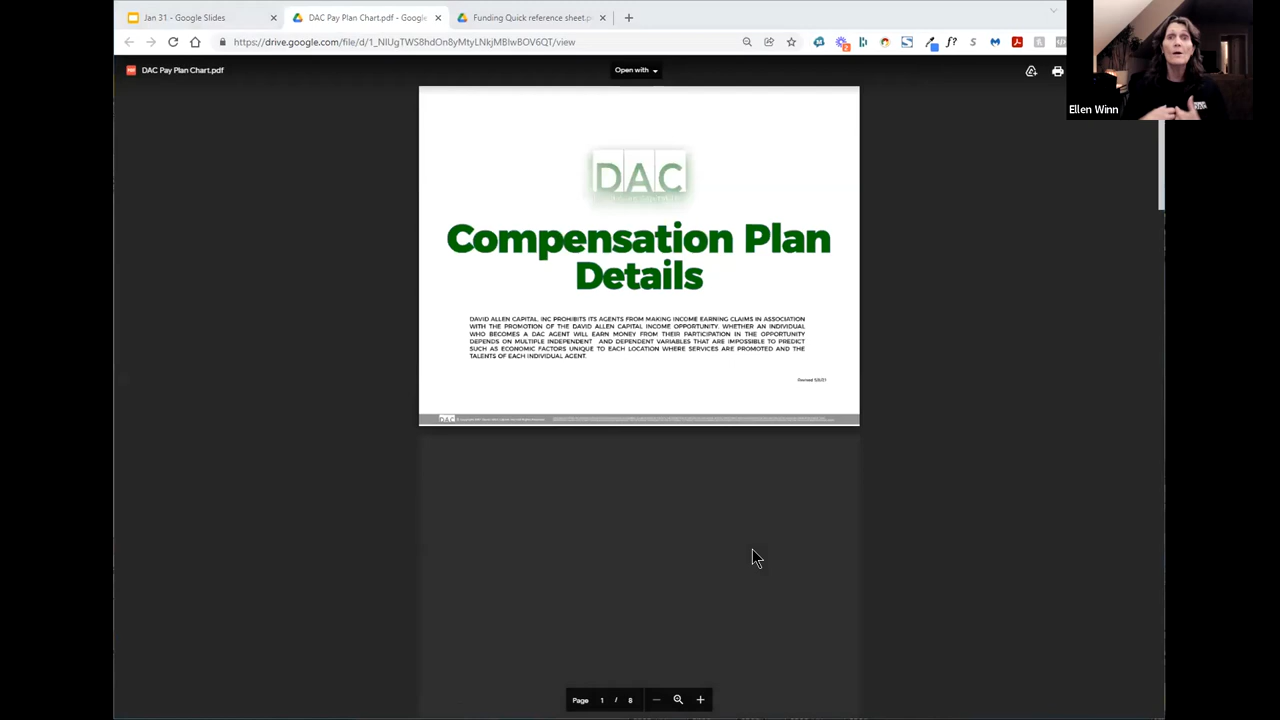 Jan 31 - Google Slides
DAC Pay Plan Chart.pdf - Google
Funding Quick reference sheet.p
https://drive.google.com/file/d/1_NIUgTWS8hdOn8yMtyLNkjMBIwBOV6QT/view
DAC Pay Plan Chart.pdf
Open with
Ellen Winn
DAC
Compensation Plan
Details
DAVID ALLEN CAPITAL, INC PROHIBITS ITS AGENTS FROM MAKING INCOME EARNING CLAIMS IN ASSOCIATION
WITH THE PROMOTION OF THE DAVID ALLEN CAPITAL INCOME OPPORTUNITY. WHETHER AN INDIVIDUAL
WHO BECOMES A DAC AGENT WILL EARN MONEY FROM THEIR PARTICIPATION IN THE OPPORTUNITY
DEPENDS ON MULTIPLE INDEPENDENT AND DEPENDENT VARIABLES THAT ARE IMPOSSIBLE TO PREDICT
SUCH AS ECONOMIC FACTORS UNIQUE TO EACH LOCATION WHERE SERVICES ARE PROMOTED AND THE
TALENTS OF EACH INDIVIDUAL AGENT.
DAC
Page 1 / 8